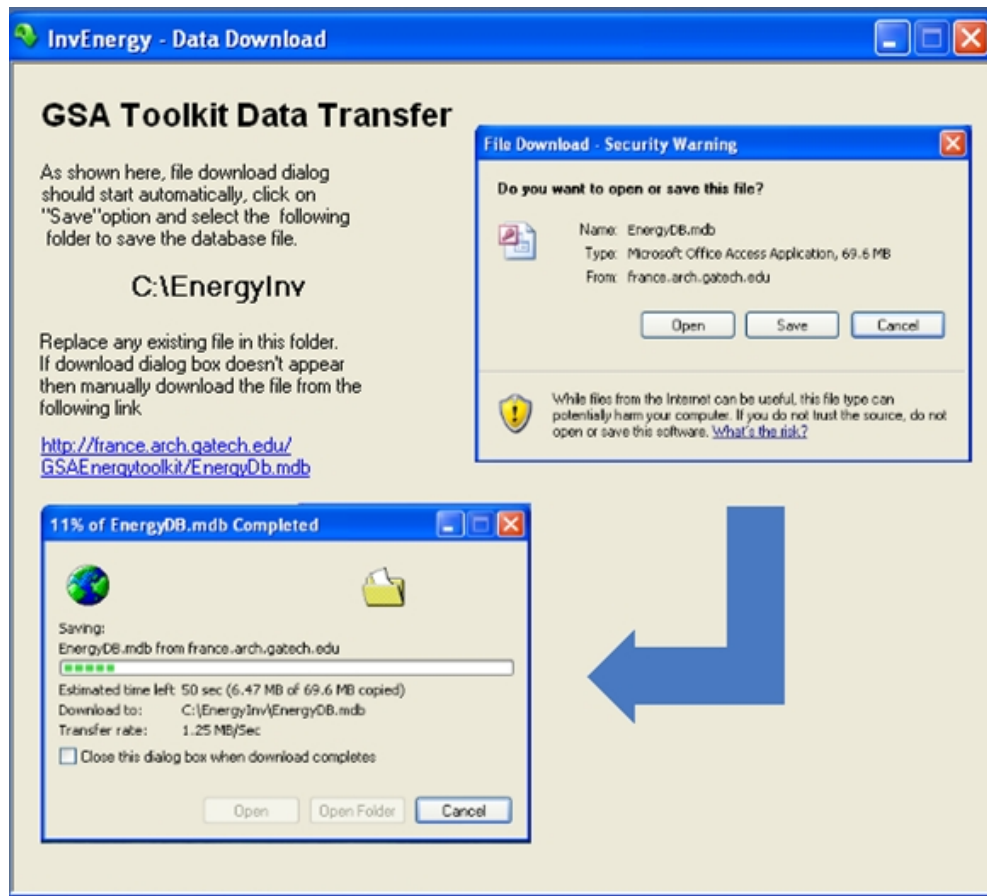 InvEnergy - Data Download
GSA Toolkit Data Transfer
As shown here, file download dialog
should start automatically, click on
"Save"option and select the following
folder to save the database file.
C:\EnergyInv
Replace any existing file in this folder.
If download dialog box doesn't appear
then manually download the file from the
following link
http://france.arch.gatech.edu/
GSAEnergytoolkit/EnergyDb.mdb
File Download - Security Warning
Do you want to open or save this file?
Name: EnergyDB.mdb
Type: Microsoft Office Access Application, 69.6 MB
From: france.arch.gatech.edu
Open Save Cancel
While files from the Internet can be useful, this file type can
potentially harm your computer. If you do not trust the source, do not
open or save this software. What's the risk?
11% of EnergyDB.mdb Completed
Saving:
EnergyDB.mdb from france.arch.gatech.edu
Estimated time left 50 sec (6.47 MB of 69.6 MB copied)
Download to: C:\EnergyInv\EnergyDB.mdb
Transfer rate: 1.25 MB/Sec
Close this dialog box when download completes
Open Open Folder Cancel